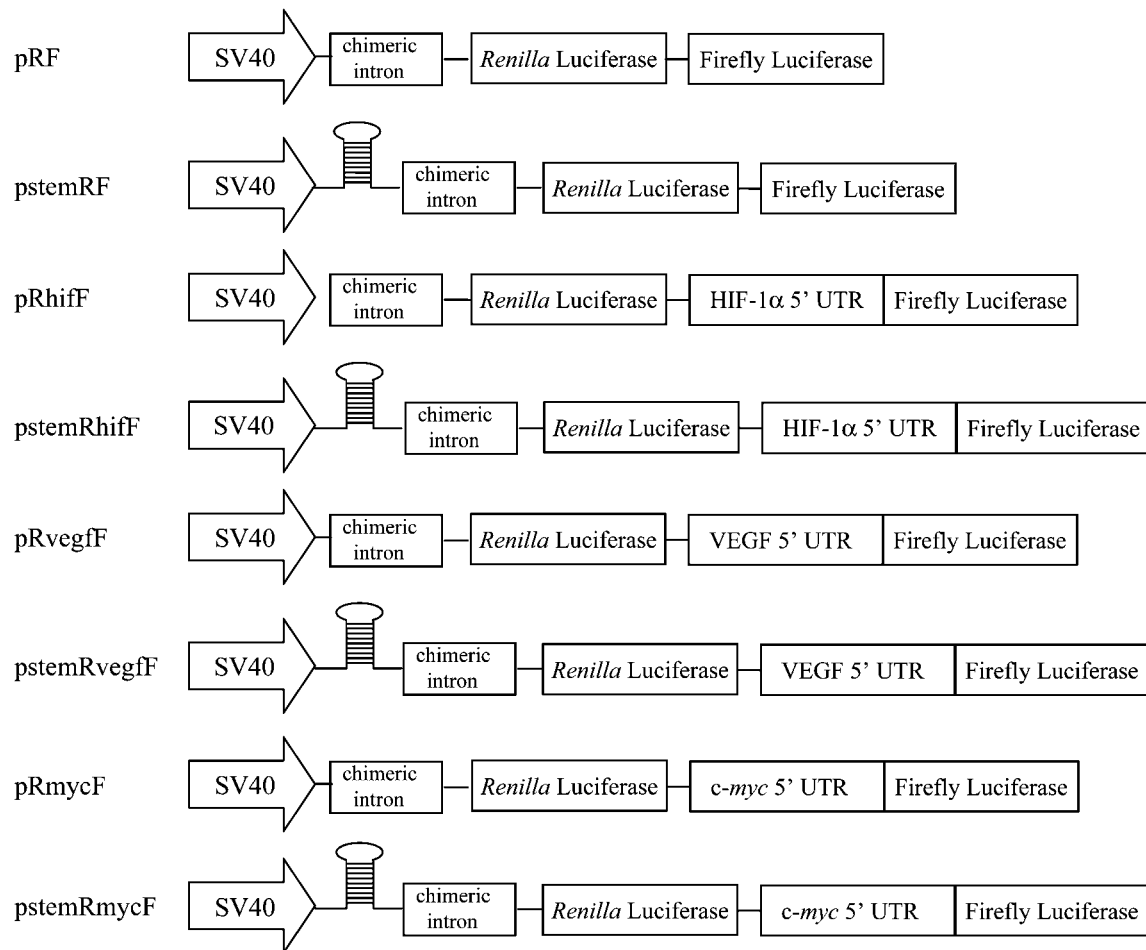 pRF SV40 chimeric intron Renilla Luciferase Firefly Luciferase
pstemRF SV40 chimeric intron Renilla Luciferase Firefly Luciferase
pRhifF SV40 chimeric intron Renilla Luciferase HIF-1α 5' UTR Firefly Luciferase
pstemRhifF SV40 chimeric intron Renilla Luciferase HIF-1α 5' UTR Firefly Luciferase
pRvegfF SV40 chimeric intron Renilla Luciferase VEGF 5' UTR Firefly Luciferase
pstemRvegfF SV40 chimeric intron Renilla Luciferase VEGF 5' UTR Firefly Luciferase
pRmycF SV40 chimeric intron Renilla Luciferase c-myc 5' UTR Firefly Luciferase
pstemRmycF SV40 chimeric intron Renilla Luciferase c-myc 5' UTR Firefly Luciferase